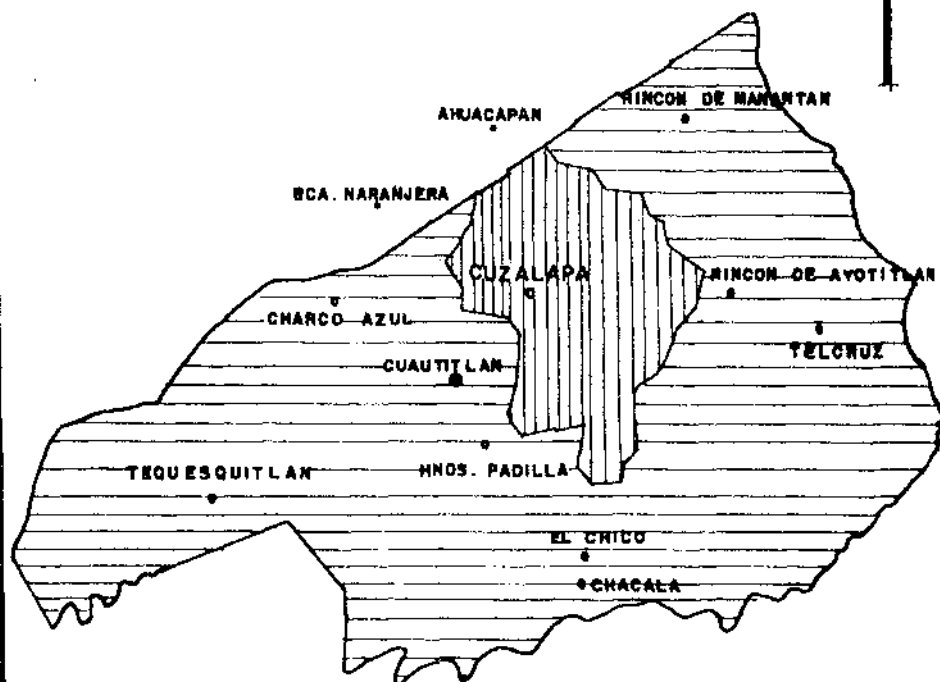 RINCON DE MANANTAN
AHUACAPAN
BCA. NARANJERA
CUZALAPA
RINCON DE AYOTITLAN
CHARCO AZUL
TELCRUZ
CUAUTITLAN
HNOS. PADILLA
TEQUESQUITLAN
EL CHICO
CHACALA